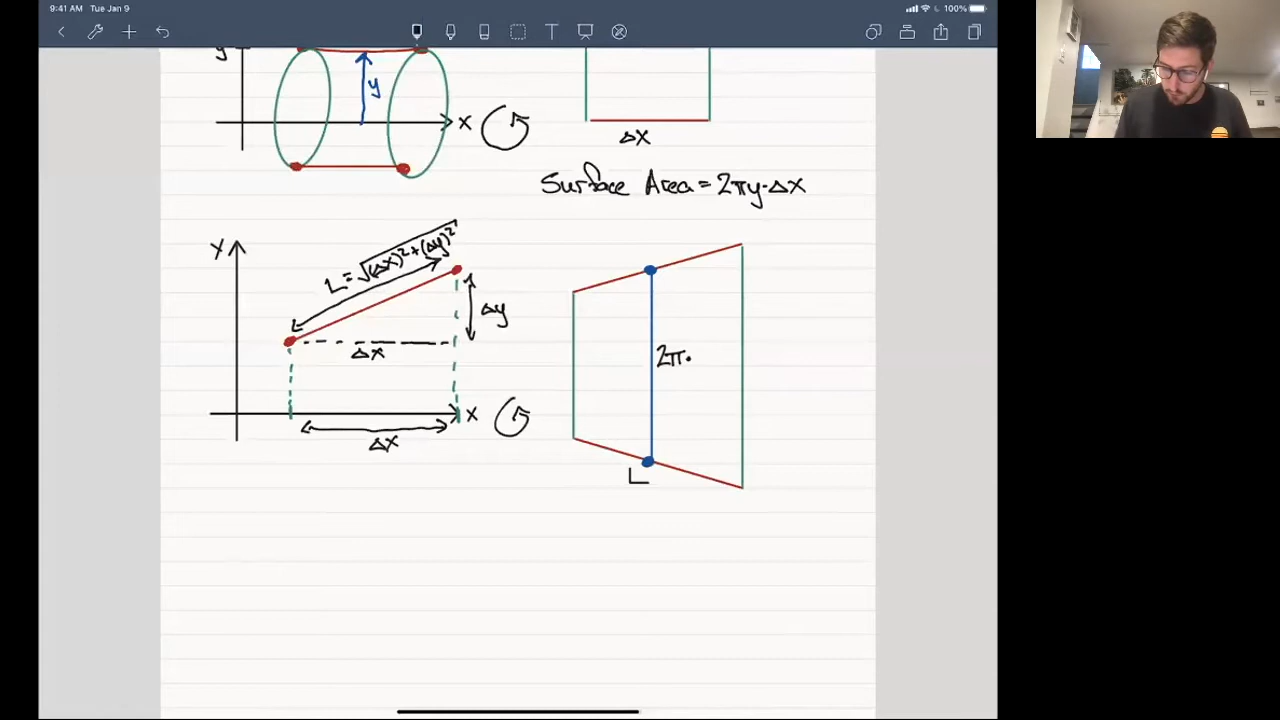 9:41 AM Tue Jan 9
100%
y
y
x
Δx
Surface Area = 2πy·Δx
y
L = √(Δx)²+(Δy)²
Δy
Δx
x
Δx
2π·
L